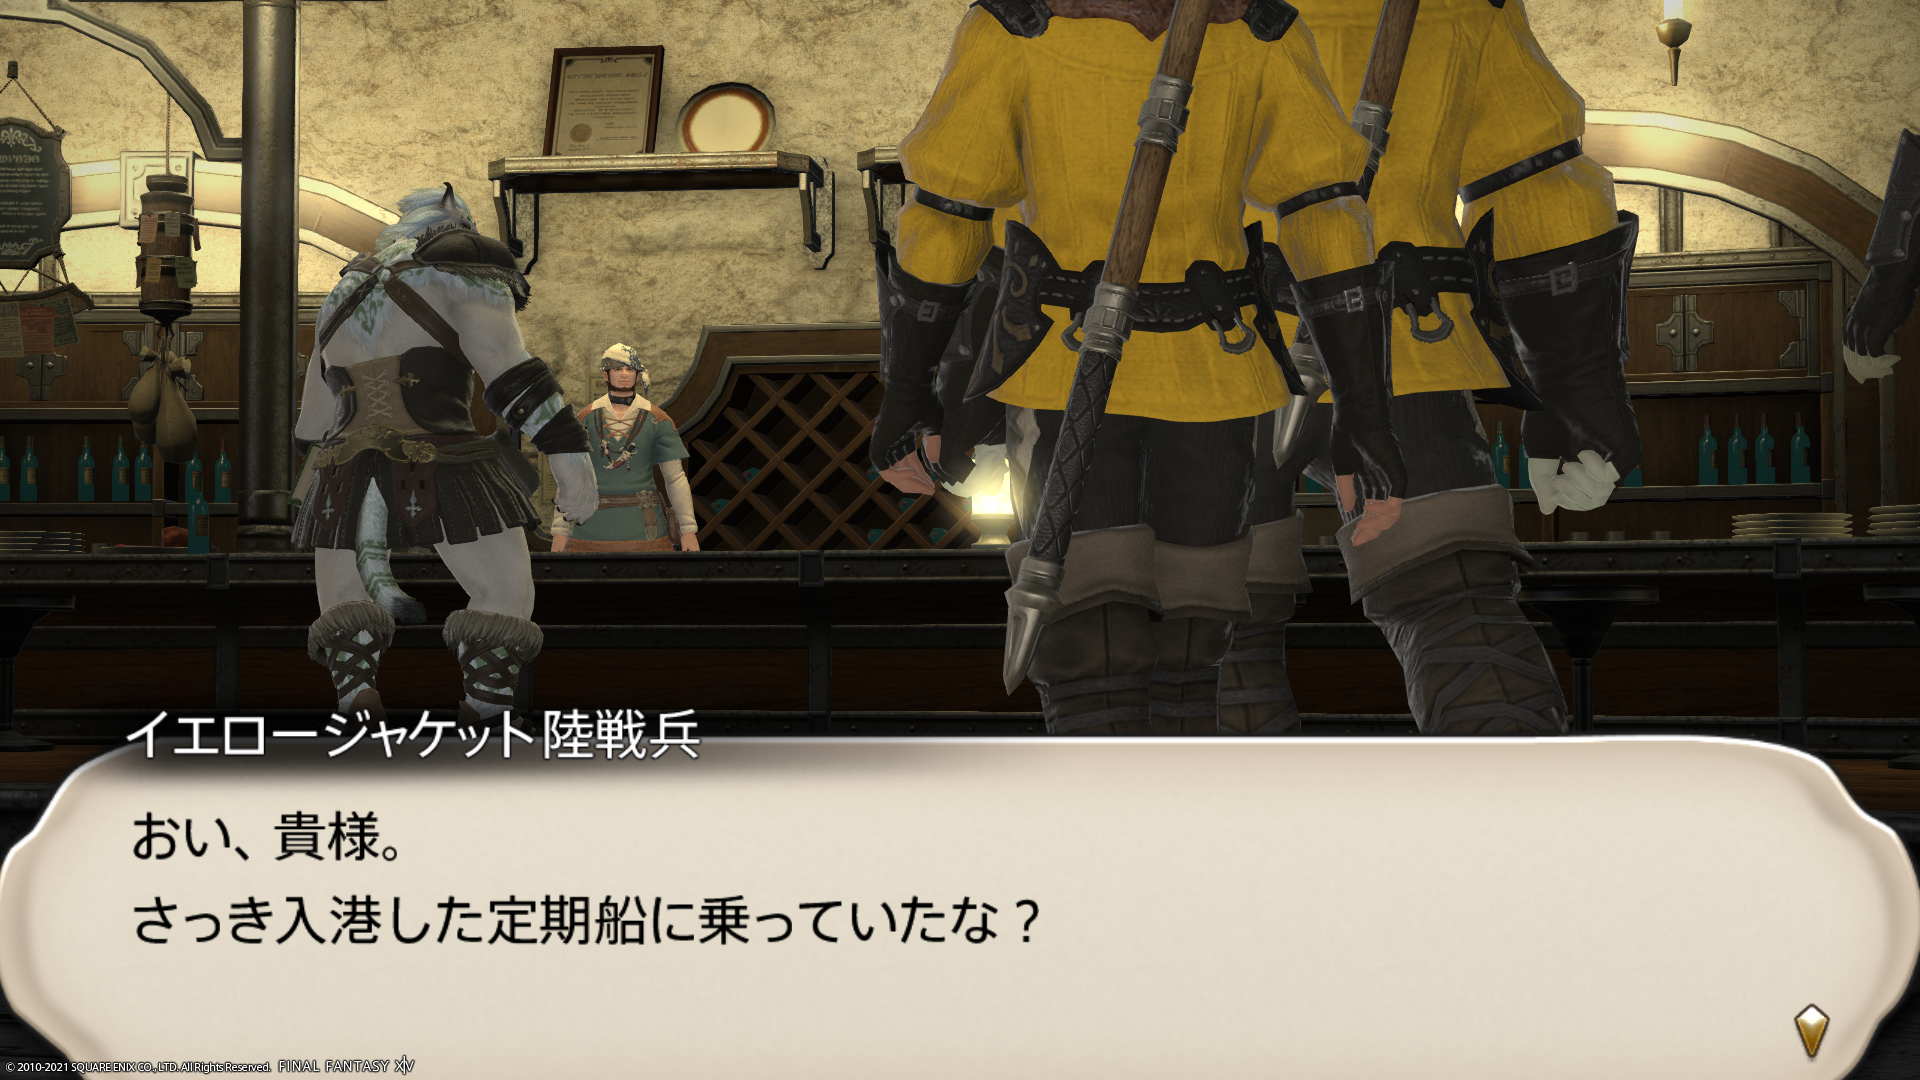 イエロージャケット陸戦兵
おい、貴様。
さっき入港した定期船に乗っていたな？
© 2010-2021 SQUARE ENIX CO., LTD. All Rights Reserved. FINAL FANTASY XIV